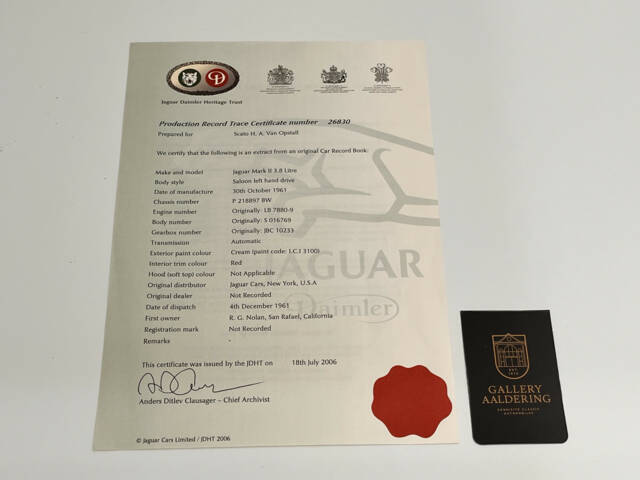 Jaguar Daimler Heritage Trust
Production Record Trace Certificate number 26830
Prepared for Scato H. A. Van Opstall
We certify that the following is an extract from an original Car Record Book:
Make and model Jaguar Mark II 3.8 Litre
Body style Saloon left hand drive
Date of manufacture 30th October 1961
Chassis number P 218897 BW
Engine number Originally: LB 7880-9
Body number Originally: S 016769
Gearbox number Originally: JBC 10233
Transmission Automatic
Exterior paint colour Cream (paint code: I.C.I 3100)
Interior trim colour Red
Hood (soft top) colour Not Applicable
Original distributor Jaguar Cars, New York, U.S.A
Original dealer Not Recorded
Date of dispatch 4th December 1961
First owner R. G. Nolan, San Rafael, California
Registration mark Not Recorded
Remarks
JAGUAR
Daimler
This certificate was issued by the JDHT on 18th July 2006
Anders Ditlev Clausager – Chief Archivist
© Jaguar Cars Limited / JDHT 2006
GALLERY
AALDERING
EXQUISITE CLASSIC
AUTOMOBILES